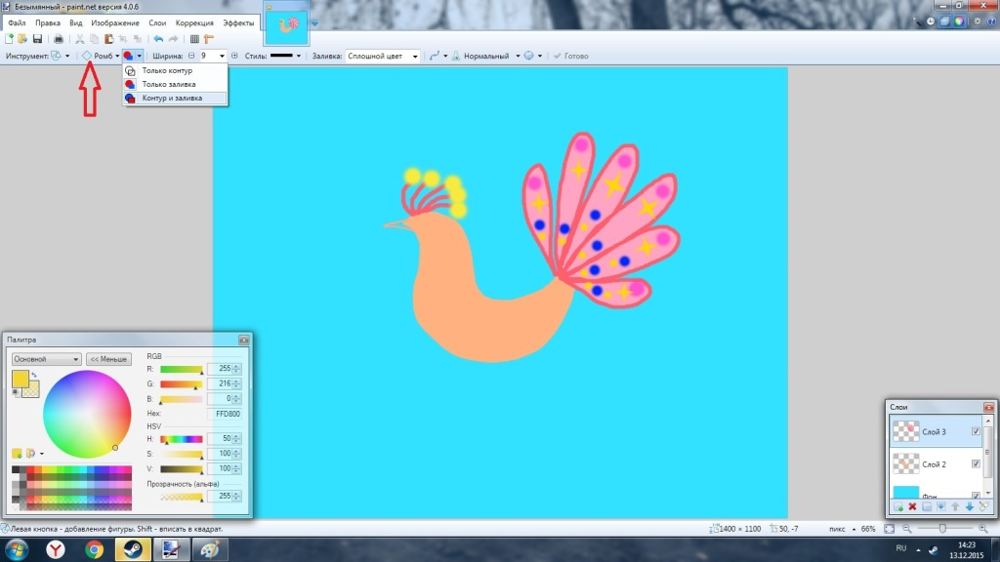 Безымянный - paint.net версия 4.0.6
Файл Правка Вид Изображение Слои Коррекция Эффекты
Инструмент: Ромб Ширина: 9 Стиль: Заливка: Сплошной цвет Нормальный Готово
Только контур
Только заливка
Контур и заливка
Палитра
Основной << Меньше
RGB
R: 255
G: 216
B: 0
Hex: FFD800
HSV
H: 50
S: 100
V: 100
Прозрачность (альфа)
255
Слои
Слой 3
Слой 2
Фон
Левая кнопка - добавление фигуры. Shift - вписать в квадрат. 1400 × 1100 50, -7 пикс 66%
RU 14:23
13.12.2015